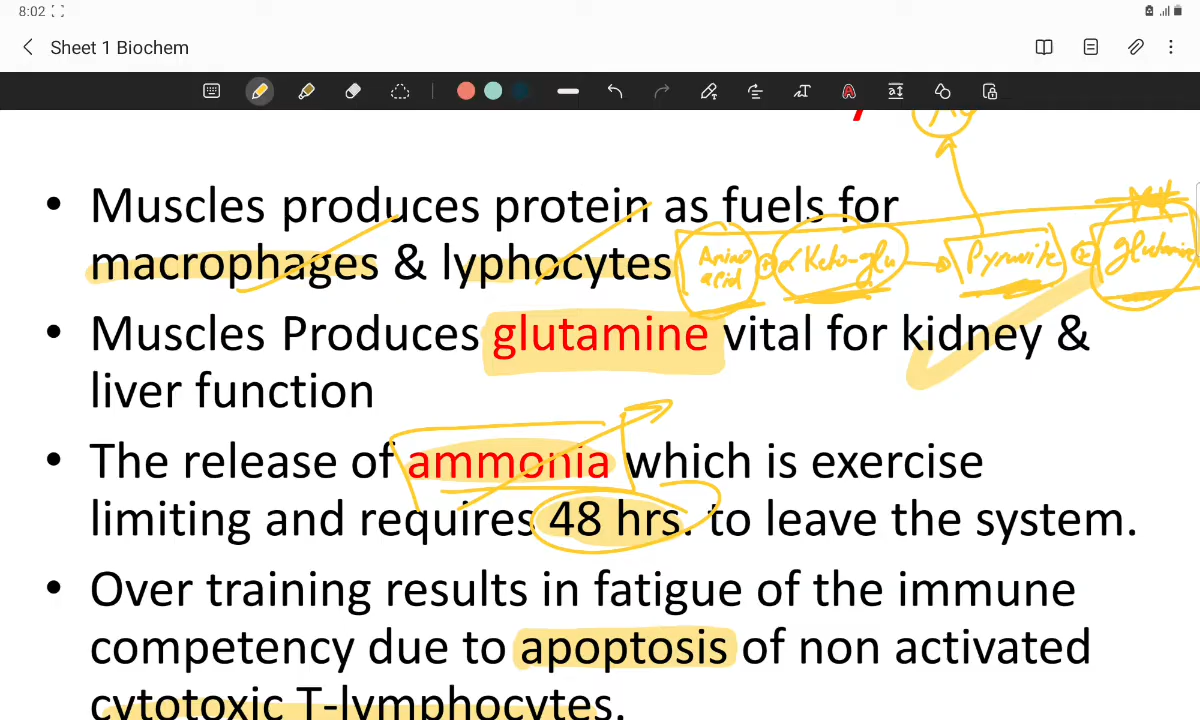 8:02
Sheet 1 Biochem
• Muscles produces protein as fuels for
macrophages & lyphocytes
Amino acid + α Keto-glu → Pyruvate + glutamine
• Muscles Produces glutamine vital for kidney &
liver function
• The release of ammonia which is exercise
limiting and requires 48 hrs. to leave the system.
• Over training results in fatigue of the immune
competency due to apoptosis of non activated
cytotoxic T-lymphocytes.